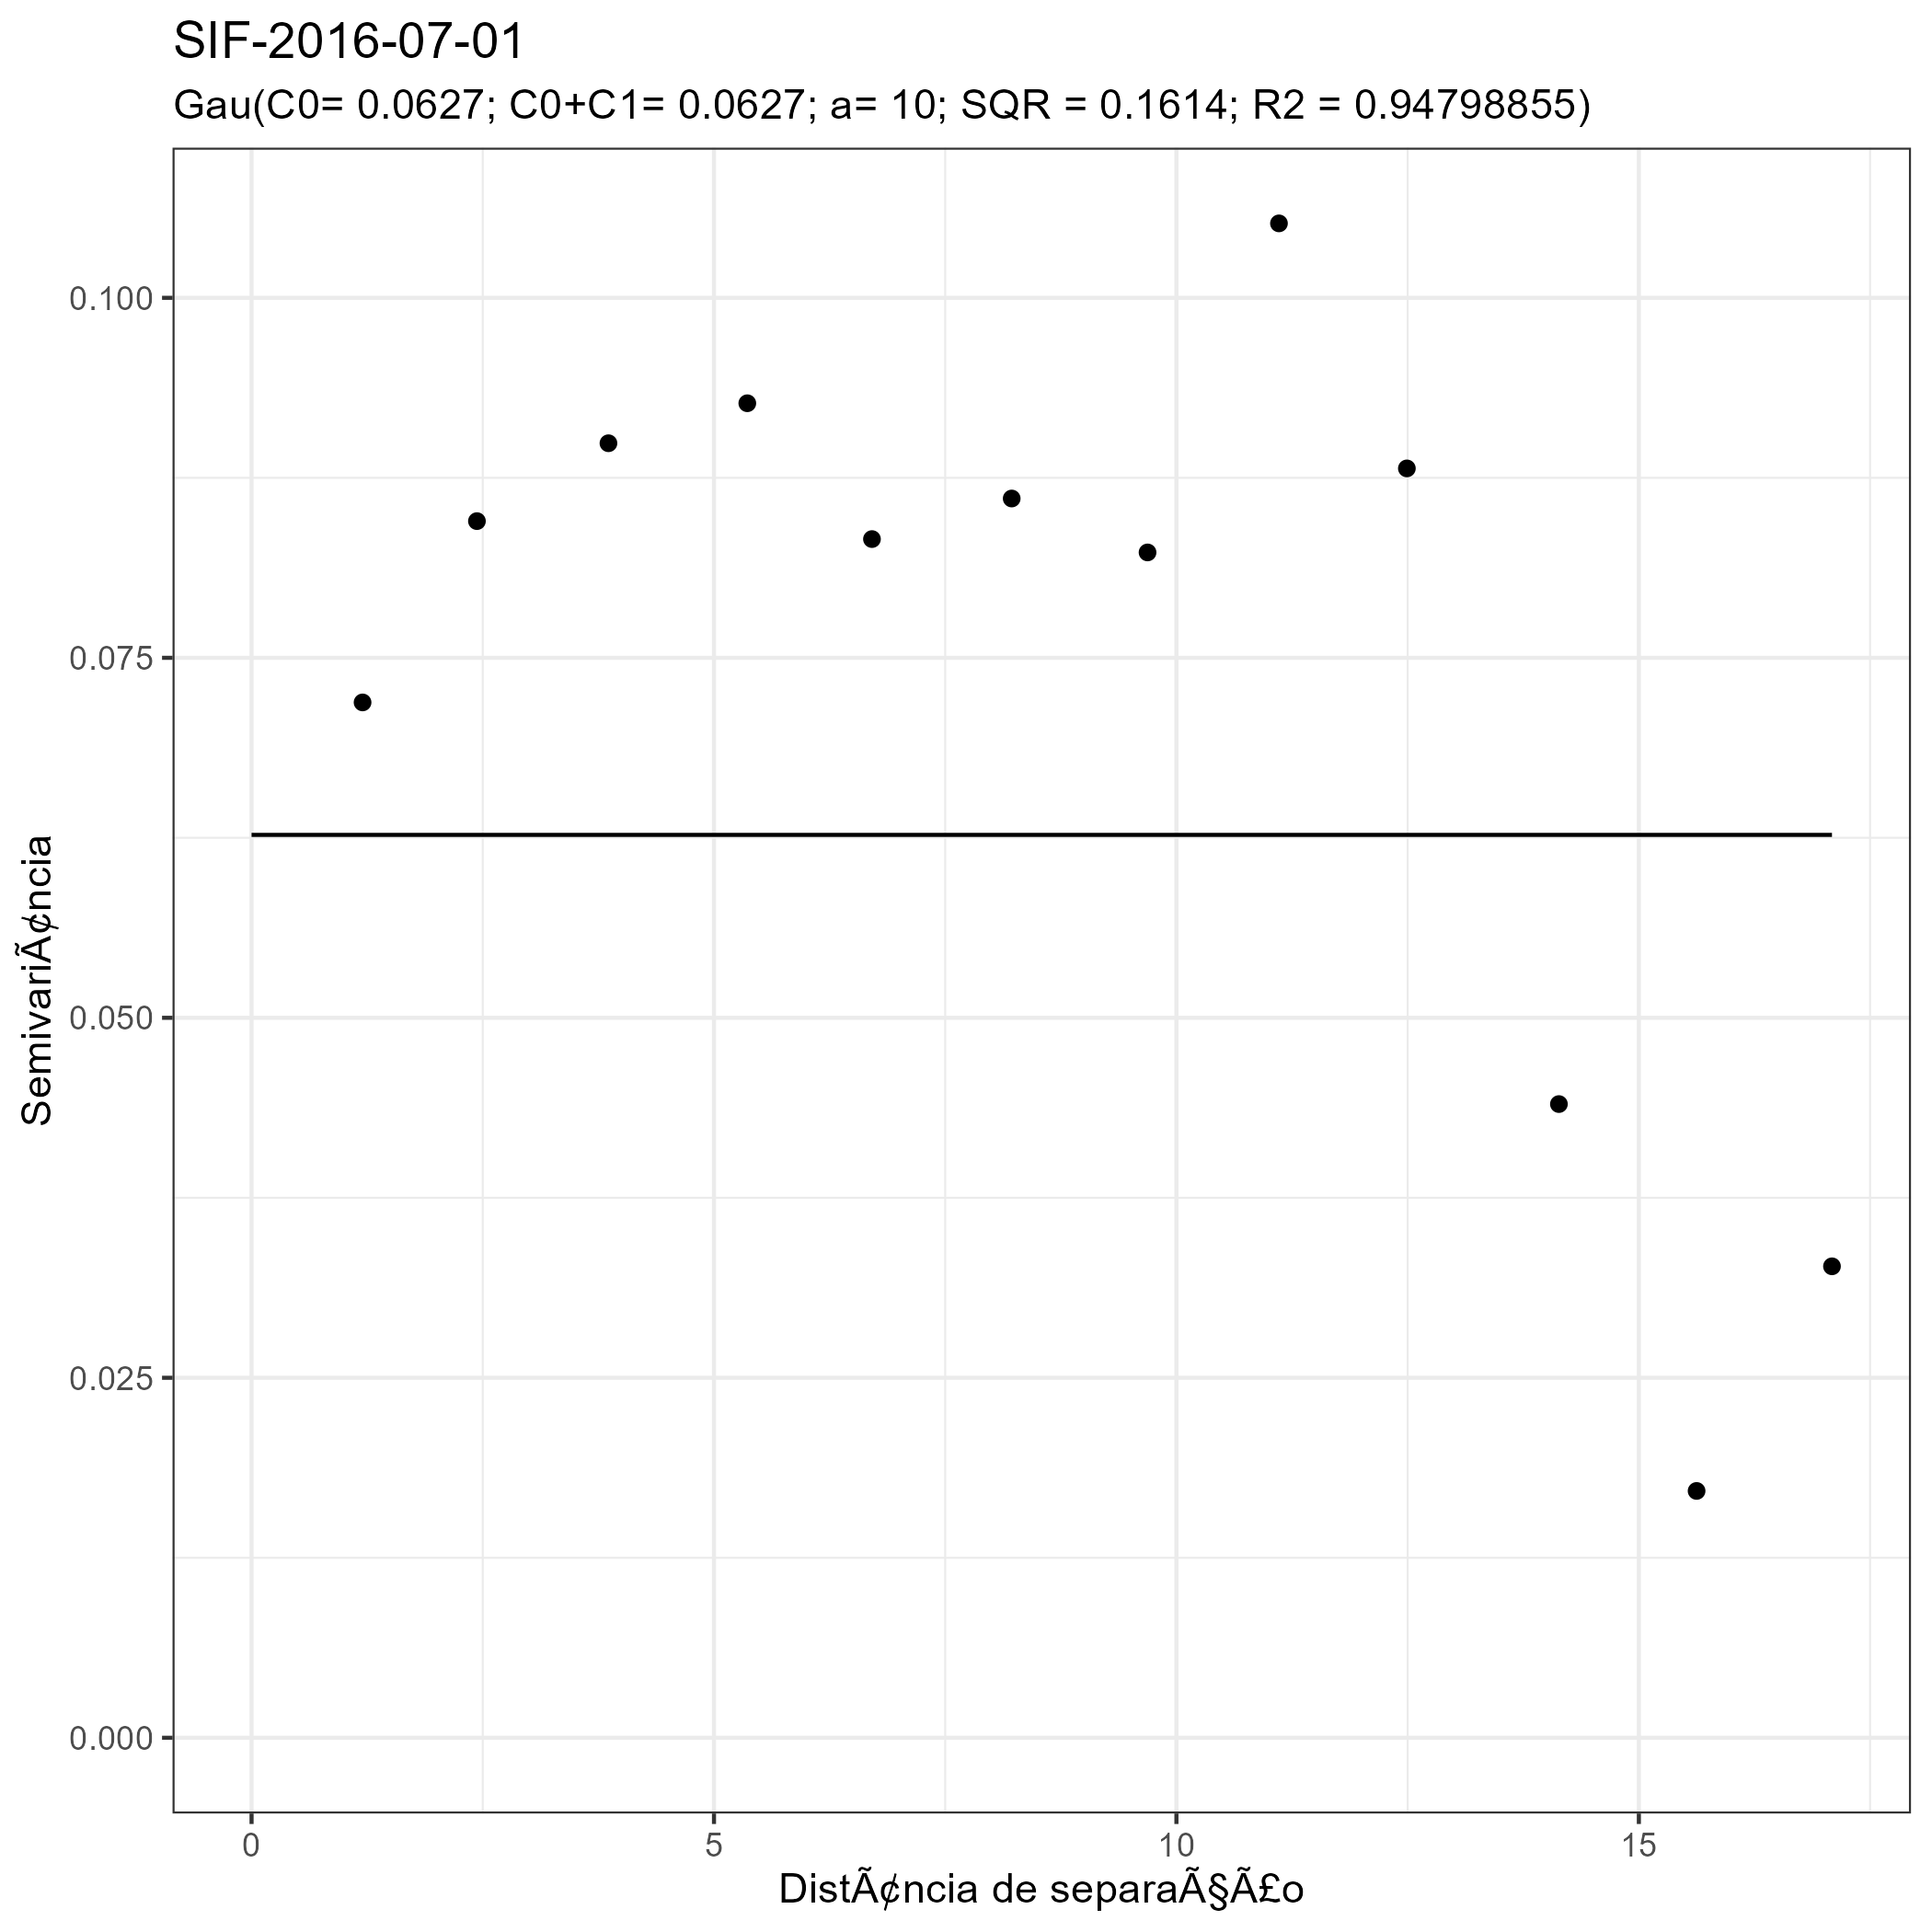 SIF-2016-07-01
Gau(C0= 0.0627; C0+C1= 0.0627; a= 10; SQR = 0.1614; R2 = 0.94798855)
SemivariÃ¢ncia
0.100
0.075
0.050
0.025
0.000
0 5 10 15
DistÃ¢ncia de separaÃ§Ã£o